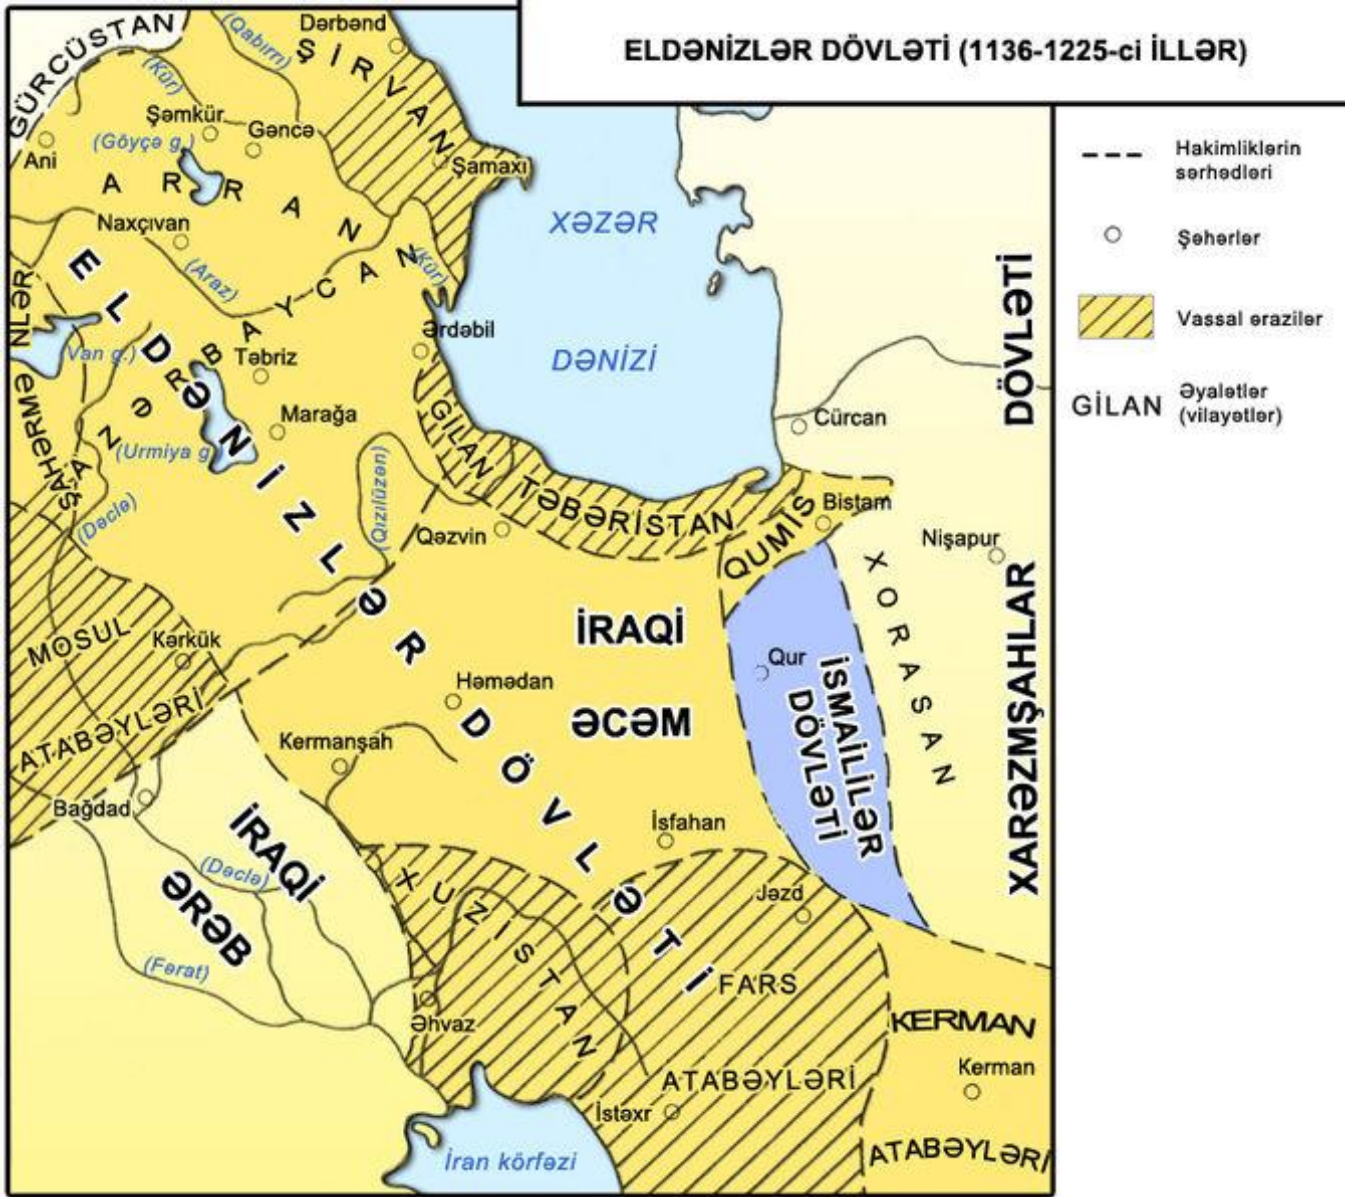 ELDƏNİZLƏR DÖVLƏTİ (1136-1225-ci İLLƏR)
Hakimliklərin
sərhədləri
Şəhərlər
Vassal ərazilər
GİLAN
Əyalətlər
(vilayətlər)
GÜRCÜSTAN
(Qabırrı)
Dərbənd
ŞİRVAN
(Kür)
Şəmkür
Gəncə
(Göyçə g.)
Ani
Şamaxı
ARRAN
Naxçıvan
(Araz)
(Kür)
XƏZƏR
DƏNİZİ
ELDƏNİZLƏR DÖVLƏTİ
AZƏRBAYCAN
ŞAHƏRMƏNLƏR
(Van g.)
Ərdəbil
Təbriz
Marağa
(Urmiya g.)
(Dəclə)
(Qızılüzən)
GİLAN
TƏBƏRİSTAN
Cürcan
QUMİS
Bistam
Qəzvin
Nişapur
XORASAN
XARƏZMŞAHLAR DÖVLƏTİ
MOSUL
ATABƏYLƏRİ
Kərkük
İRAQİ
ƏCƏM
Qur
İSMAİLİLƏR
DÖVLƏTİ
Həmədan
Kermanşah
Bağdad
İRAQİ
ƏRƏB
(Dəclə)
(Fərat)
İsfahan
XUZISTAN
Jəzd
FARS
ATABƏYLƏRİ
Əhvaz
İstəxr
KERMAN
Kerman
ATABƏYLƏRİ
İran körfəzi